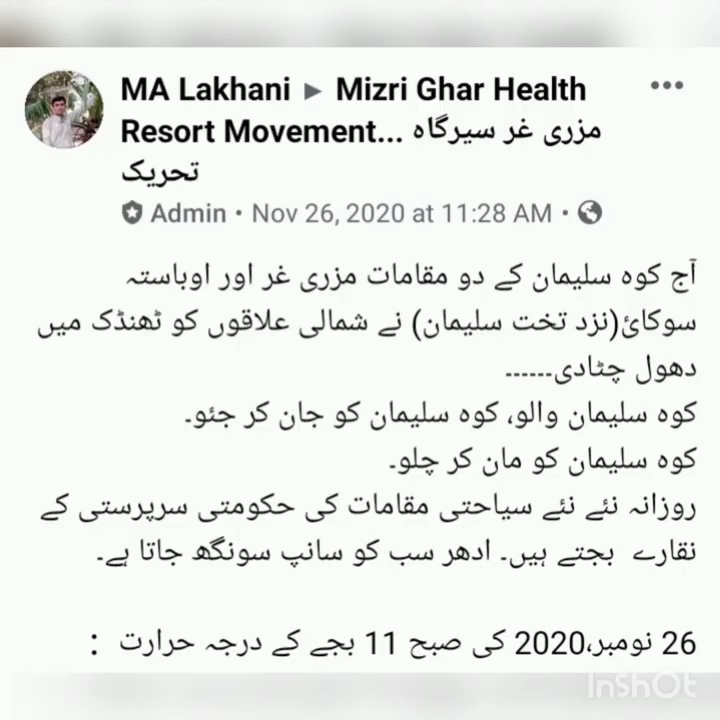 MA Lakhani ▸ Mizri Ghar Health
Resort Movement... مزری غر سیرگاہ
تحریک
Admin · Nov 26, 2020 at 11:28 AM ·
آج کوہ سلیمان کے دو مقامات مزری غر اور اوباستہ
سوکائ(نزد تخت سلیمان) نے شمالی علاقوں کو ٹھنڈک میں
دھول چٹادی......
کوہ سلیمان والو، کوہ سلیمان کو جان کر جئو۔
کوہ سلیمان کو مان کر چلو۔
روزانہ نئے نئے سیاحتی مقامات کی حکومتی سرپرستی کے
نقارے بجتے ہیں۔ ادھر سب کو سانپ سونگھ جاتا ہے۔
26 نومبر،2020 کی صبح 11 بجے کے درجہ حرارت :
InShOt